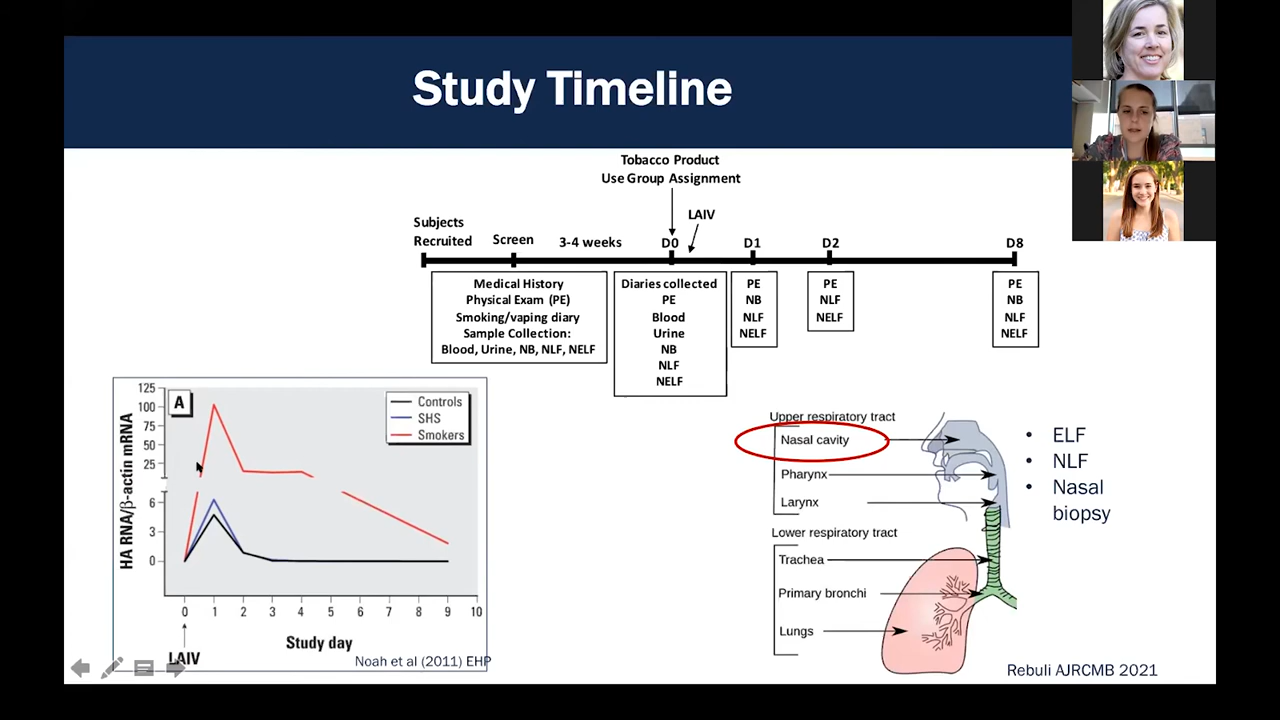 Study Timeline
Tobacco Product
Use Group Assignment
LAIV
Subjects
Recruited
Screen
3-4 weeks
D0
D1
D2
D8
Medical History
Physical Exam (PE)
Smoking/vaping diary
Sample Collection:
Blood, Urine, NB, NLF, NELF
Diaries collected
PE
Blood
Urine
NB
NLF
NELF
PE
NB
NLF
NELF
PE
NLF
NELF
PE
NB
NLF
NELF
A
Controls
SHS
Smokers
HA RNA/β-actin mRNA
125
100
75
50
25
6
3
0
0 1 2 3 4 5 6 7 8 9 10
Study day
LAIV
Noah et al (2011) EHP
Upper respiratory tract
Nasal cavity
Pharynx
Larynx
Lower respiratory tract
Trachea
Primary bronchi
Lungs
• ELF
• NLF
• Nasal
biopsy
Rebuli AJRCMB 2021